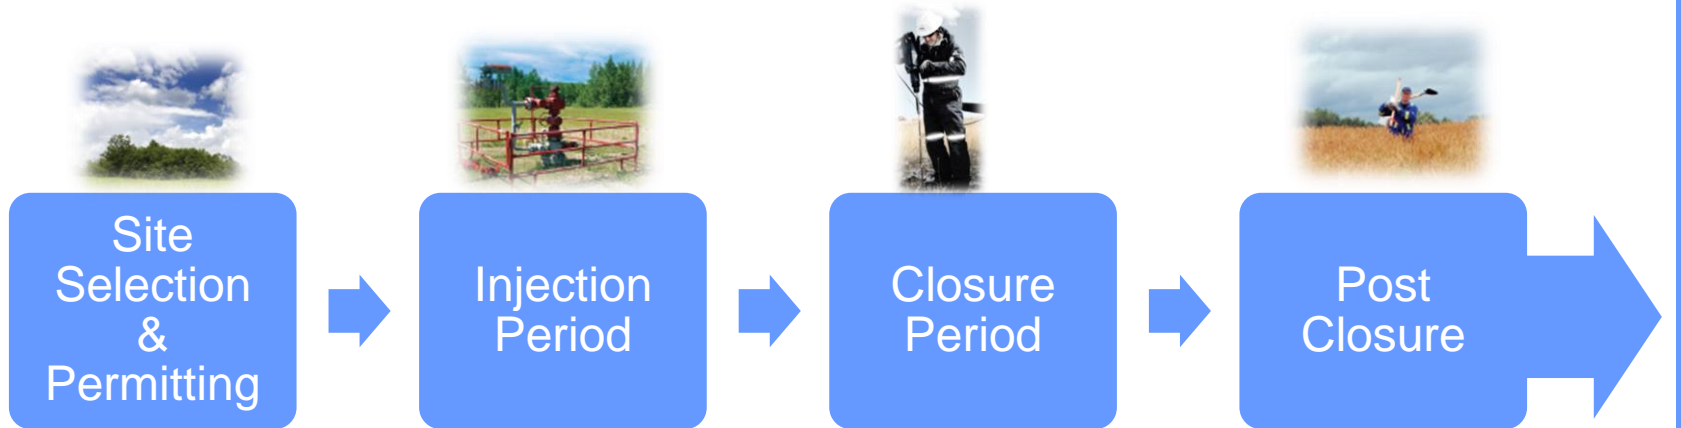 Site
Selection
&
Permitting
Injection
Period
Closure
Period
Post
Closure